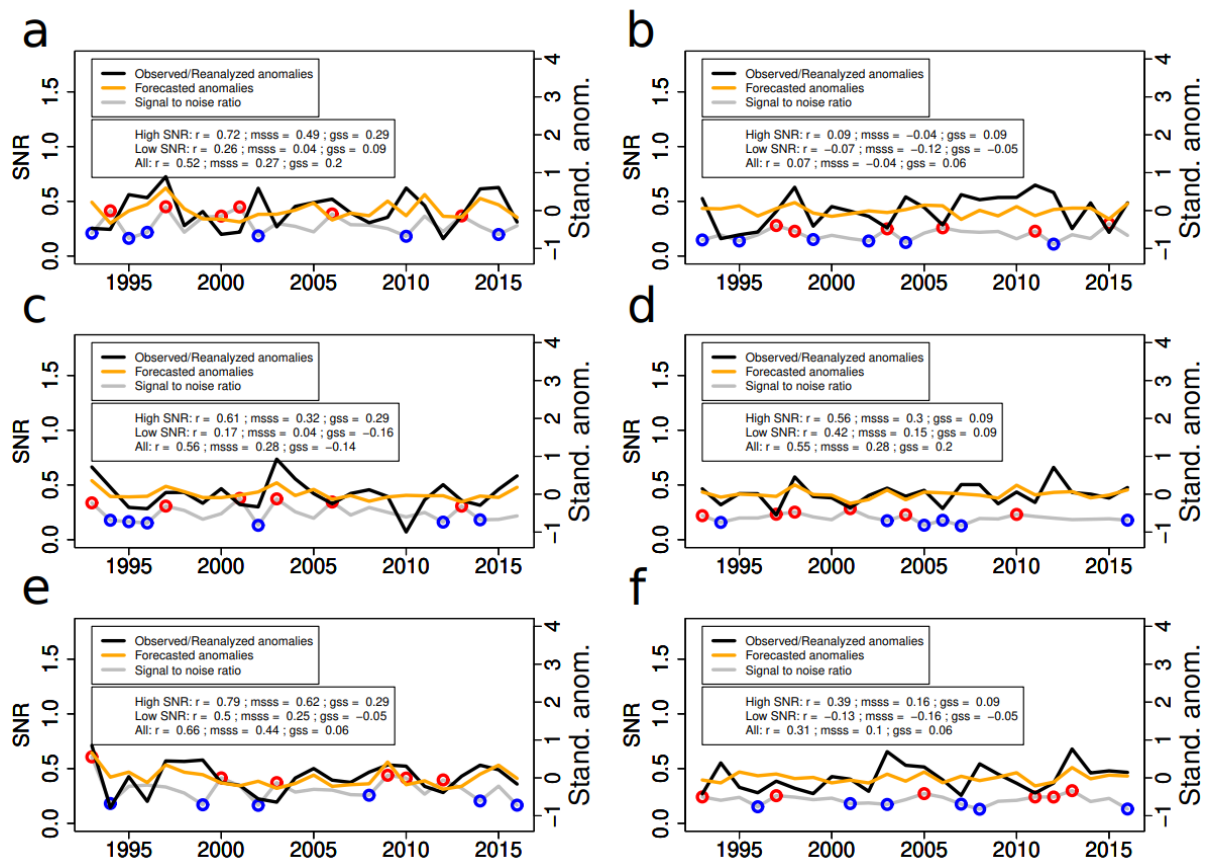 a
SNR
0.0 0.5 1.0 1.5
Observed/Reanalyzed anomalies
Forecasted anomalies
Signal to noise ratio
High SNR: r = 0.72 ; msss = 0.49 ; gss = 0.29
Low SNR: r = 0.26 ; msss = 0.04 ; gss = 0.09
All: r = 0.52 ; msss = 0.27 ; gss = 0.2
-1 0 1 2 3 4
Stand. anom.
1995 2000 2005 2010 2015
b
SNR
0.0 0.5 1.0 1.5
Observed/Reanalyzed anomalies
Forecasted anomalies
Signal to noise ratio
High SNR: r = 0.09 ; msss = −0.04 ; gss = 0.09
Low SNR: r = −0.07 ; msss = −0.12 ; gss = −0.05
All: r = 0.07 ; msss = −0.04 ; gss = 0.06
-1 0 1 2 3 4
Stand. anom.
1995 2000 2005 2010 2015
c
SNR
0.0 0.5 1.0 1.5
Observed/Reanalyzed anomalies
Forecasted anomalies
Signal to noise ratio
High SNR: r = 0.61 ; msss = 0.32 ; gss = 0.29
Low SNR: r = 0.17 ; msss = 0.04 ; gss = −0.16
All: r = 0.56 ; msss = 0.28 ; gss = −0.14
-1 0 1 2 3 4
Stand. anom.
1995 2000 2005 2010 2015
d
SNR
0.0 0.5 1.0 1.5
Observed/Reanalyzed anomalies
Forecasted anomalies
Signal to noise ratio
High SNR: r = 0.56 ; msss = 0.3 ; gss = 0.09
Low SNR: r = 0.42 ; msss = 0.15 ; gss = 0.09
All: r = 0.55 ; msss = 0.28 ; gss = 0.2
-1 0 1 2 3 4
Stand. anom.
1995 2000 2005 2010 2015
e
SNR
0.0 0.5 1.0 1.5
Observed/Reanalyzed anomalies
Forecasted anomalies
Signal to noise ratio
High SNR: r = 0.79 ; msss = 0.62 ; gss = 0.29
Low SNR: r = 0.5 ; msss = 0.25 ; gss = −0.05
All: r = 0.66 ; msss = 0.44 ; gss = 0.06
-1 0 1 2 3 4
Stand. anom.
1995 2000 2005 2010 2015
f
SNR
0.0 0.5 1.0 1.5
Observed/Reanalyzed anomalies
Forecasted anomalies
Signal to noise ratio
High SNR: r = 0.39 ; msss = 0.16 ; gss = 0.09
Low SNR: r = −0.13 ; msss = −0.16 ; gss = −0.05
All: r = 0.31 ; msss = 0.1 ; gss = 0.06
-1 0 1 2 3 4
Stand. anom.
1995 2000 2005 2010 2015